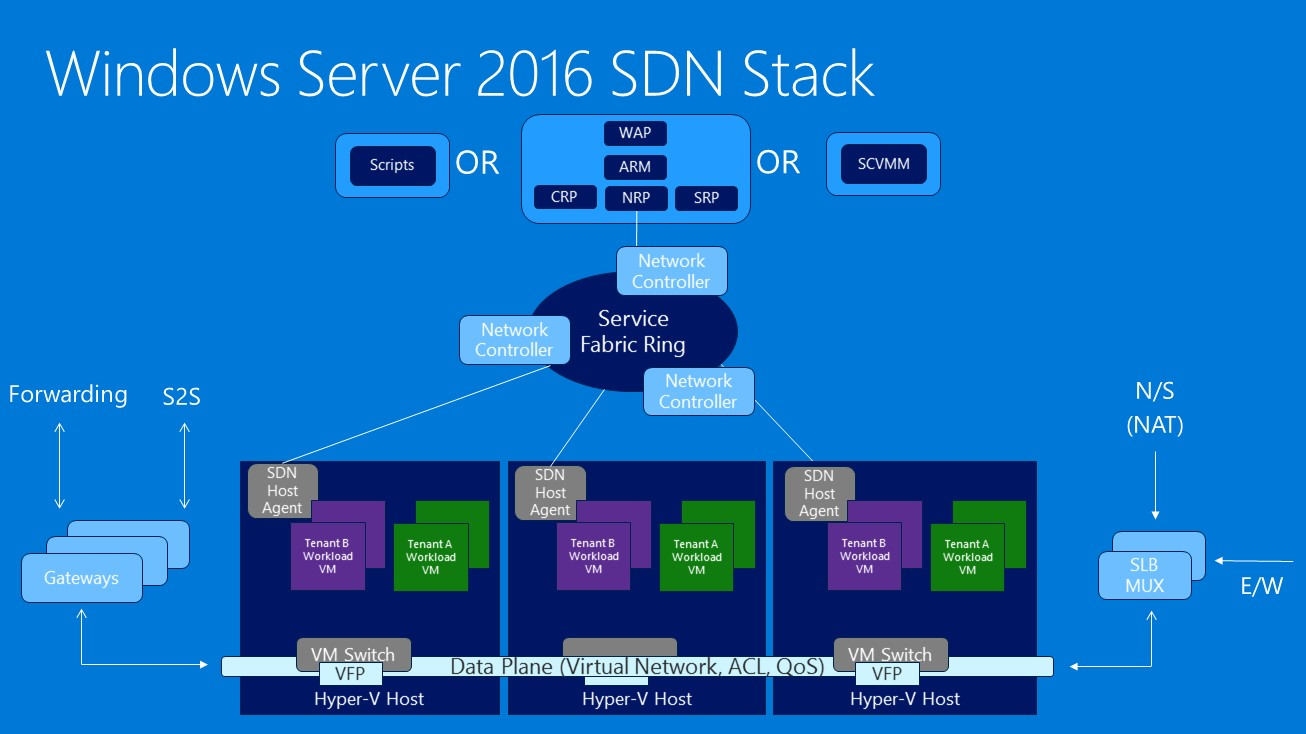 Windows Server 2016 SDN Stack
Scripts
OR
WAP
ARM
CRP
NRP
SRP
OR
SCVMM
Network
Controller
Network
Controller
Service
Fabric Ring
Network
Controller
Forwarding
S2S
N/S
(NAT)
SDN
Host
Agent
Tenant B
Workload
VM
Tenant A
Workload
VM
SDN
Host
Agent
Tenant B
Workload
VM
Tenant A
Workload
VM
SDN
Host
Agent
Tenant B
Workload
VM
Tenant A
Workload
VM
Gateways
SLB
MUX
E/W
VM Switch
VFP
Data Plane (Virtual Network, ACL, QoS)
VM Switch
VFP
Hyper-V Host
Hyper-V Host
Hyper-V Host